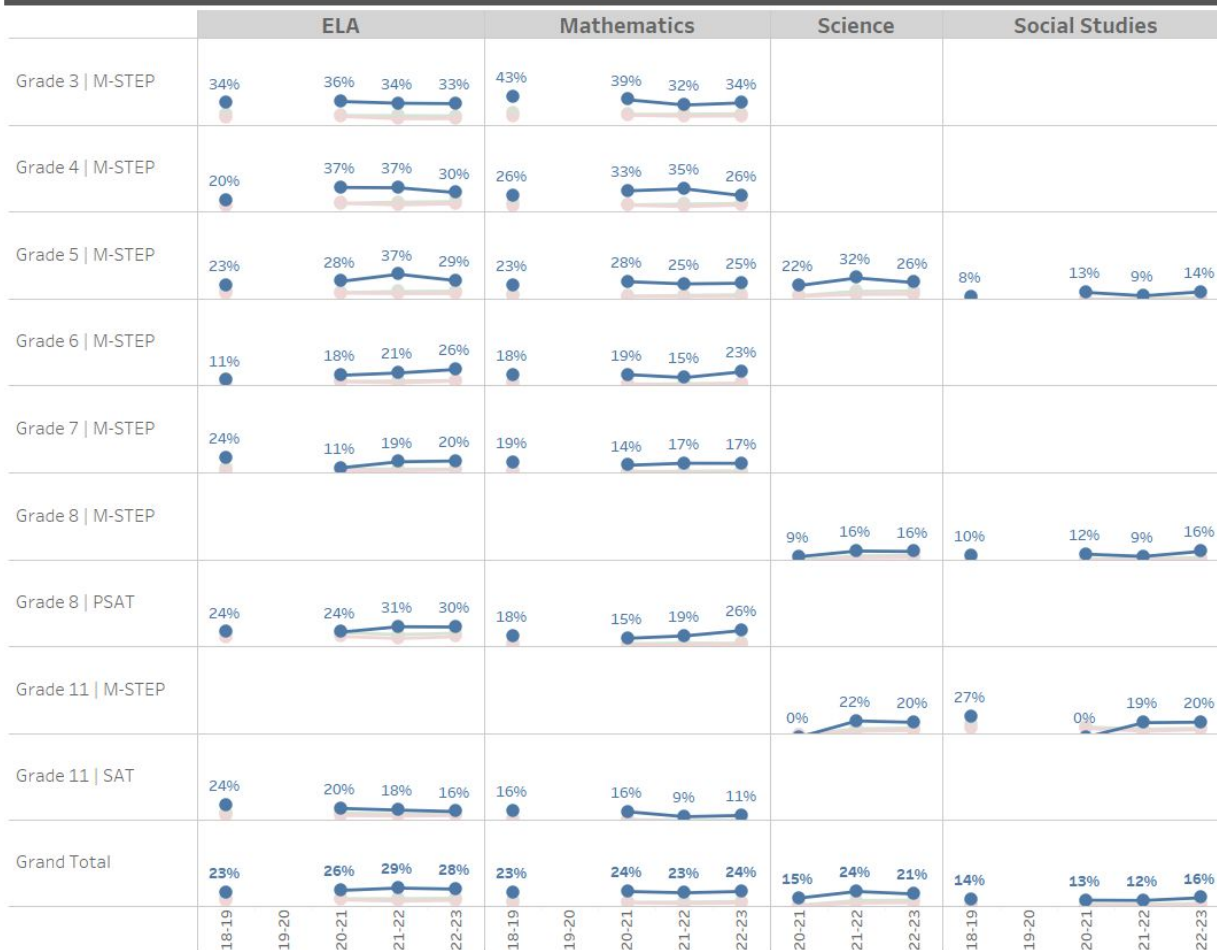 ELA Mathematics Science Social Studies
Grade 3 | M-STEP 34% 36% 34% 33% 43% 39% 32% 34%
Grade 4 | M-STEP 20% 37% 37% 30% 26% 33% 35% 26%
Grade 5 | M-STEP 23% 28% 37% 29% 23% 28% 25% 25% 22% 32% 26% 8% 13% 9% 14%
Grade 6 | M-STEP 11% 18% 21% 26% 18% 19% 15% 23%
Grade 7 | M-STEP 24% 11% 19% 20% 19% 14% 17% 17%
Grade 8 | M-STEP 9% 16% 16% 10% 12% 9% 16%
Grade 8 | PSAT 24% 24% 31% 30% 18% 15% 19% 26%
Grade 11 | M-STEP 0% 22% 20% 27% 0% 19% 20%
Grade 11 | SAT 24% 20% 18% 16% 16% 16% 9% 11%
Grand Total 23% 26% 29% 28% 23% 24% 23% 24% 15% 24% 21% 14% 13% 12% 16%
18-19 19-20 20-21 21-22 22-23 18-19 19-20 20-21 21-22 22-23 20-21 21-22 22-23 18-19 19-20 20-21 21-22 22-23